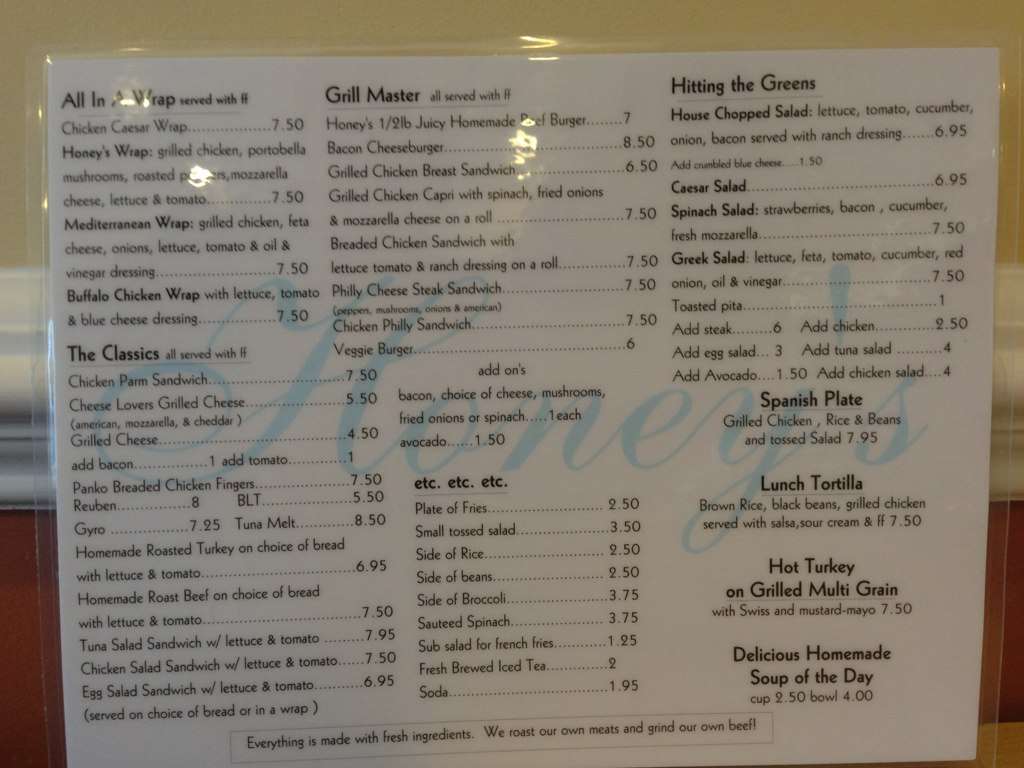 All In A Wrap served with ff
Chicken Caesar Wrap................7.50
Honey's Wrap: grilled chicken, portobella
mushrooms, roasted peppers,mozzarella
cheese, lettuce & tomato.............7.50
Mediterranean Wrap: grilled chicken, feta
cheese, onions, lettuce, tomato & oil &
vinegar dressing.......................7.50
Buffalo Chicken Wrap with lettuce, tomato
& blue cheese dressing...............7.50
The Classics all served with ff
Chicken Parm Sandwich..........................7.50
Cheese Lovers Grilled Cheese...................5.50
(american, mozzarella, & cheddar )
Grilled Cheese....................................4.50
add bacon...............1 add tomato............1
Panko Breaded Chicken Fingers...................7.50
Reuben....................8 BLT.......................5.50
Gyro ...............7.25 Tuna Melt............8.50
Homemade Roasted Turkey on choice of bread
with lettuce & tomato.............................6.95
Homemade Roast Beef on choice of bread
with lettuce & tomato..............................7.50
Tuna Salad Sandwich w/ lettuce & tomato ......7.95
Chicken Salad Sandwich w/ lettuce & tomato......7.50
Egg Salad Sandwich w/ lettuce & tomato...........6.95
(served on choice of bread or in a wrap )
Grill Master all served with ff
Honey's 1/2lb Juicy Homemade Beef Burger.......7
Bacon Cheeseburger...................................8.50
Grilled Chicken Breast Sandwich......................6.50
Grilled Chicken Capri with spinach, fried onions
& mozzarella cheese on a roll .........................7.50
Breaded Chicken Sandwich with
lettuce tomato & ranch dressing on a roll.............7.50
Philly Cheese Steak Sandwich.......................7.50
(peppers, mushrooms, onions & american)
Chicken Philly Sandwich..............................7.50
Veggie Burger.........................................6
add on's
bacon, choice of cheese, mushrooms,
fried onions or spinach.....1each
avocado.....1.50
etc. etc. etc.
Plate of Fries....................... 2.50
Small tossed salad..................3.50
Side of Rice........................ 2.50
Side of beans....................... 2.50
Side of Broccoli.................... 3.75
Sauteed Spinach.................... 3.75
Sub salad for french fries...........1.25
Fresh Brewed Iced Tea............2
Soda................................1.95
Hitting the Greens
House Chopped Salad: lettuce, tomato, cucumber,
onion, bacon served with ranch dressing......6.95
Add crumbled blue cheese....1.50
Caesar Salad....................................6.95
Spinach Salad: strawberries, bacon , cucumber,
fresh mozzarella.................................7.50
Greek Salad: lettuce, feta, tomato, cucumber, red
onion, oil & vinegar.............................7.50
Toasted pita.....................................1
Add steak........6 Add chicken............2.50
Add egg salad... 3 Add tuna salad ..........4
Add Avocado....1.50 Add chicken salad....4
Spanish Plate
Grilled Chicken , Rice & Beans
and tossed Salad 7.95
Lunch Tortilla
Brown Rice, black beans, grilled chicken
served with salsa,sour cream & ff 7.50
Hot Turkey
on Grilled Multi Grain
with Swiss and mustard-mayo 7.50
Delicious Homemade
Soup of the Day
cup 2.50 bowl 4.00
Honey's
Everything is made with fresh ingredients. We roast our own meats and grind our own beef!